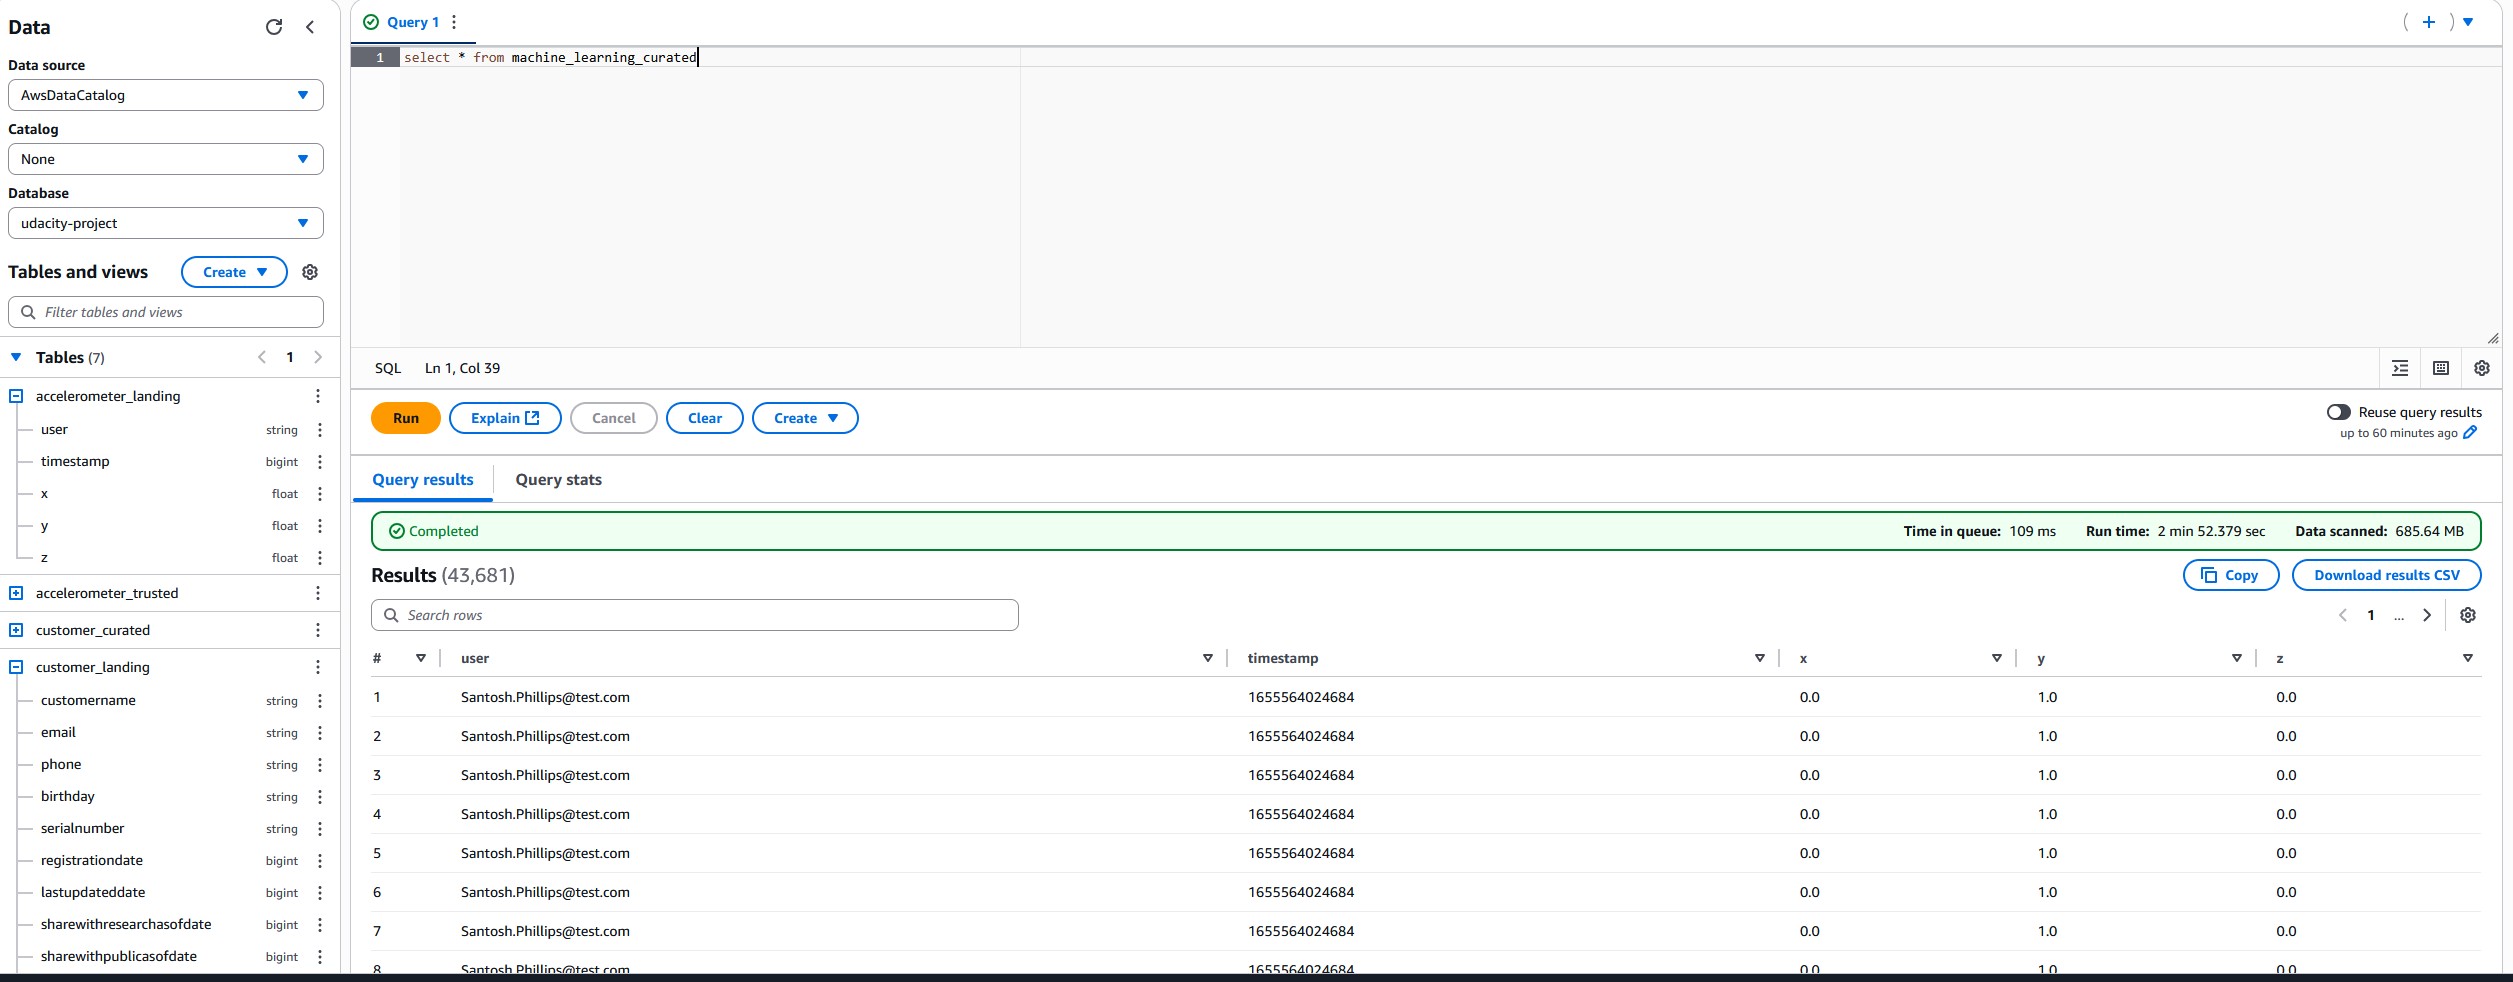 Data
Data source
AwsDataCatalog
Catalog
None
Database
udacity-project
Tables and views
Create
Filter tables and views
Tables (7)
1
accelerometer_landing
user string
timestamp bigint
x float
y float
z float
accelerometer_trusted
customer_curated
customer_landing
customername string
email string
phone string
birthday string
serialnumber string
registrationdate bigint
lastupdateddate bigint
sharewithresearchasofdate bigint
sharewithpublicasofdate bigint
Query 1
1 select * from machine_learning_curated
SQL Ln 1, Col 39
Run Explain Cancel Clear Create
Reuse query results
up to 60 minutes ago
Query results Query stats
Completed Time in queue: 109 ms Run time: 2 min 52.379 sec Data scanned: 685.64 MB
Results (43,681) Copy Download results CSV
Search rows 1 ...
# user timestamp x y z
1 Santosh.Phillips@test.com 1655564024684 0.0 1.0 0.0
2 Santosh.Phillips@test.com 1655564024684 0.0 1.0 0.0
3 Santosh.Phillips@test.com 1655564024684 0.0 1.0 0.0
4 Santosh.Phillips@test.com 1655564024684 0.0 1.0 0.0
5 Santosh.Phillips@test.com 1655564024684 0.0 1.0 0.0
6 Santosh.Phillips@test.com 1655564024684 0.0 1.0 0.0
7 Santosh.Phillips@test.com 1655564024684 0.0 1.0 0.0
8 Santosh.Phillips@test.com 1655564024684 0.0 1.0 0.0